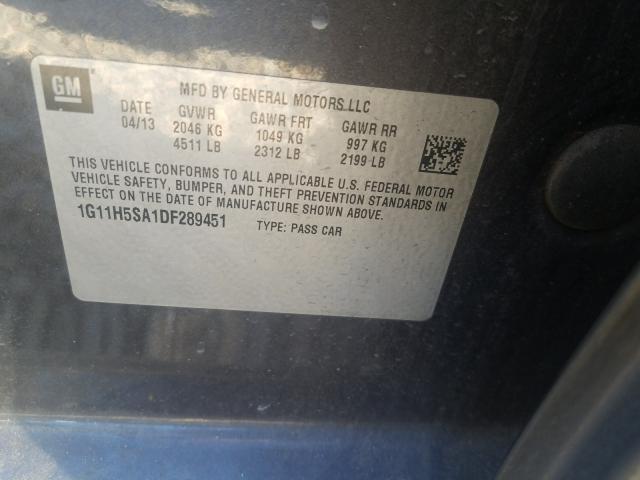 GM
MFD BY GENERAL MOTORS LLC
DATE GVWR GAWR FRT GAWR RR
04/13 2046 KG 1049 KG 997 KG
4511 LB 2312 LB 2199 LB
THIS VEHICLE CONFORMS TO ALL APPLICABLE U.S. FEDERAL MOTOR
VEHICLE SAFETY, BUMPER, AND THEFT PREVENTION STANDARDS IN
EFFECT ON THE DATE OF MANUFACTURE SHOWN ABOVE.
1G11H5SA1DF289451 TYPE: PASS CAR